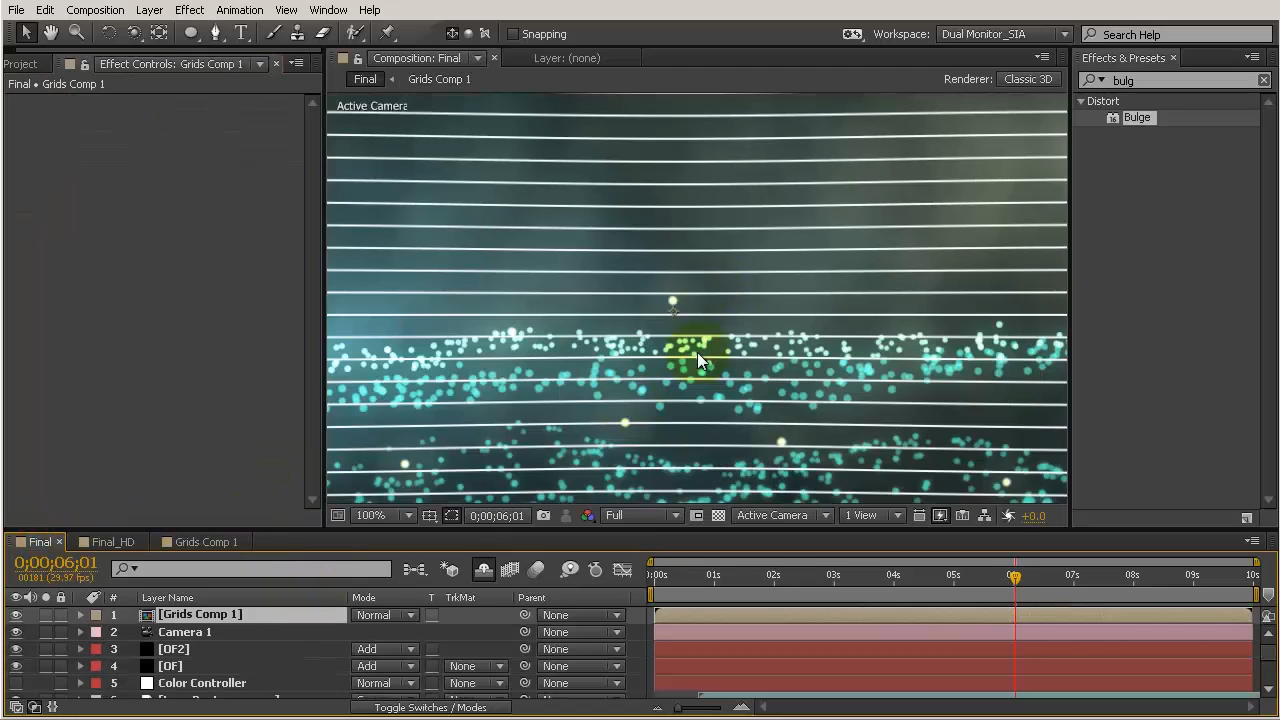 File Edit Composition Layer Effect Animation View Window Help
Snapping Workspace: Dual Monitor_SIA Search Help
Project Effect Controls: Grids Comp 1 Composition: Final Layer: (none) Effects & Presets
Final • Grids Comp 1 Final Grids Comp 1 Renderer: Classic 3D bulg
Active Camera Distort
Bulge
100% 0;00;06;01 Full Active Camera 1 View +0.0
Final Final_HD Grids Comp 1
0;00;06;01
00181 (29.97 fps)
:00s 01s 02s 03s 04s 05s 07s 08s 09s 10s
# Layer Name Mode T TrkMat Parent
1 [Grids Comp 1] Normal None
2 Camera 1 None
3 [OF2] Add None
4 [OF] Add None None
5 Color Controller Normal None None
Toggle Switches / Modes